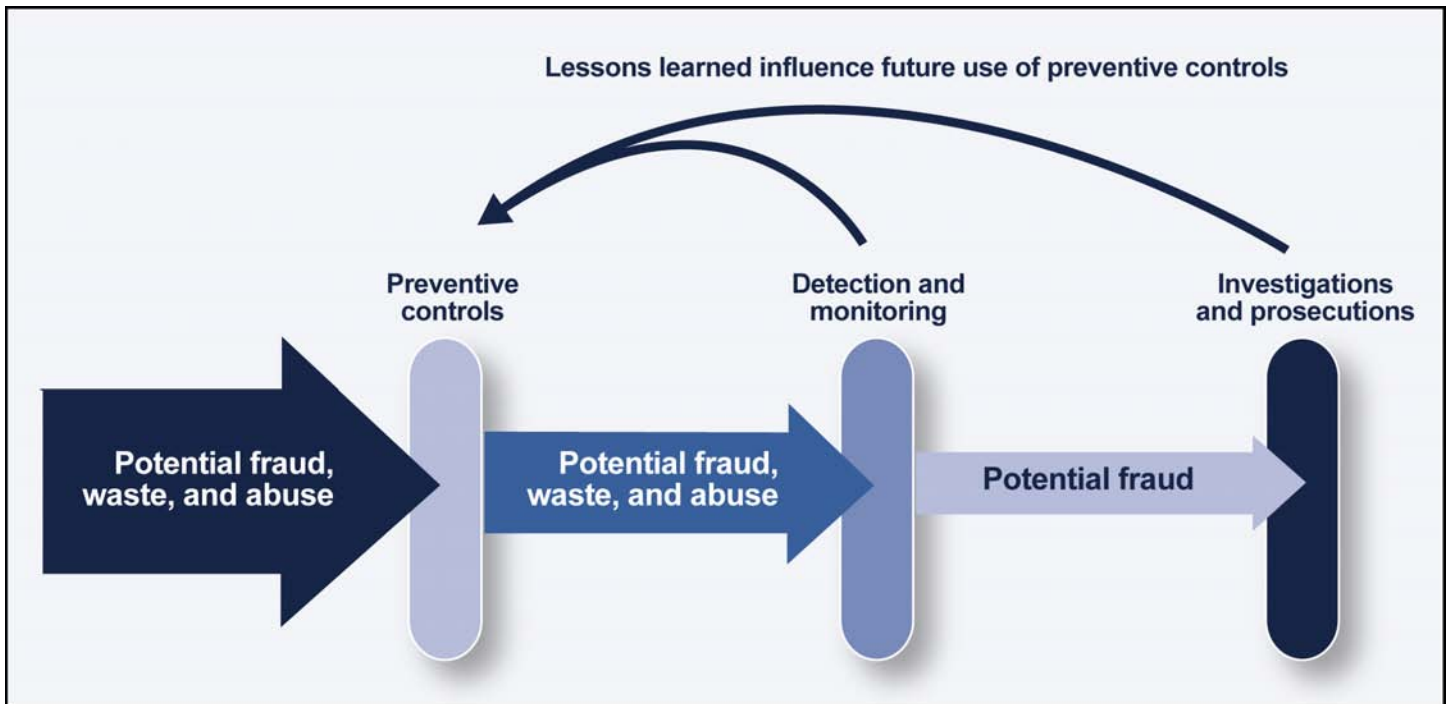 Lessons learned influence future use of preventive controls
Preventive
controls
Detection and
monitoring
Investigations
and prosecutions
Potential fraud,
waste, and abuse
Potential fraud,
waste, and abuse
Potential fraud